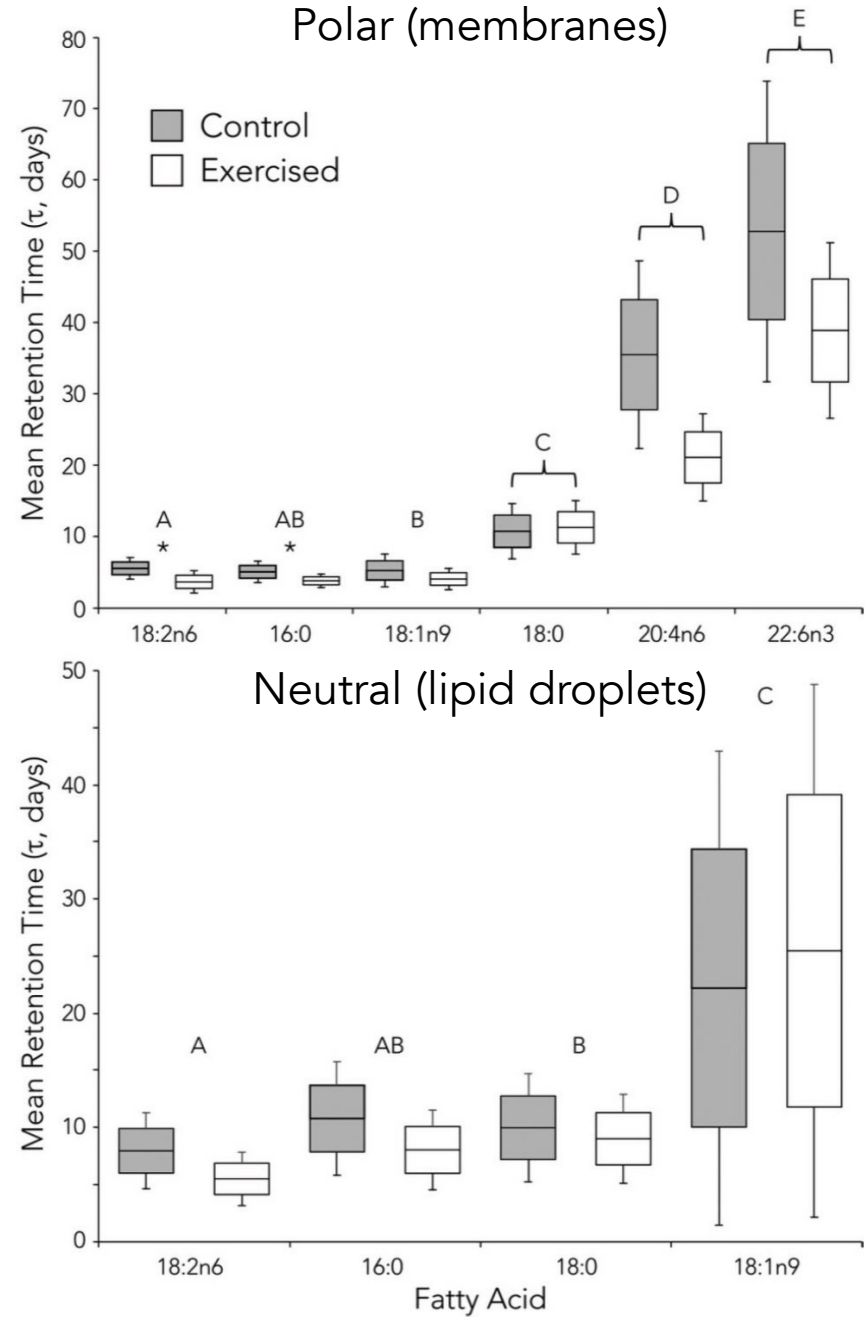 Polar (membranes)
E
80
70
Control
Exercised
60
D
50
40
30
C
20
A
AB
B
10
*
*
0
Mean Retention Time (τ, days)
18:2n6
16:0
18:1n9
18:0
20:4n6
22:6n3
50
Neutral (lipid droplets)
C
40
30
20
A
AB
B
10
0
Mean Retention Time (τ, days)
18:2n6
16:0
18:0
18:1n9
Fatty Acid